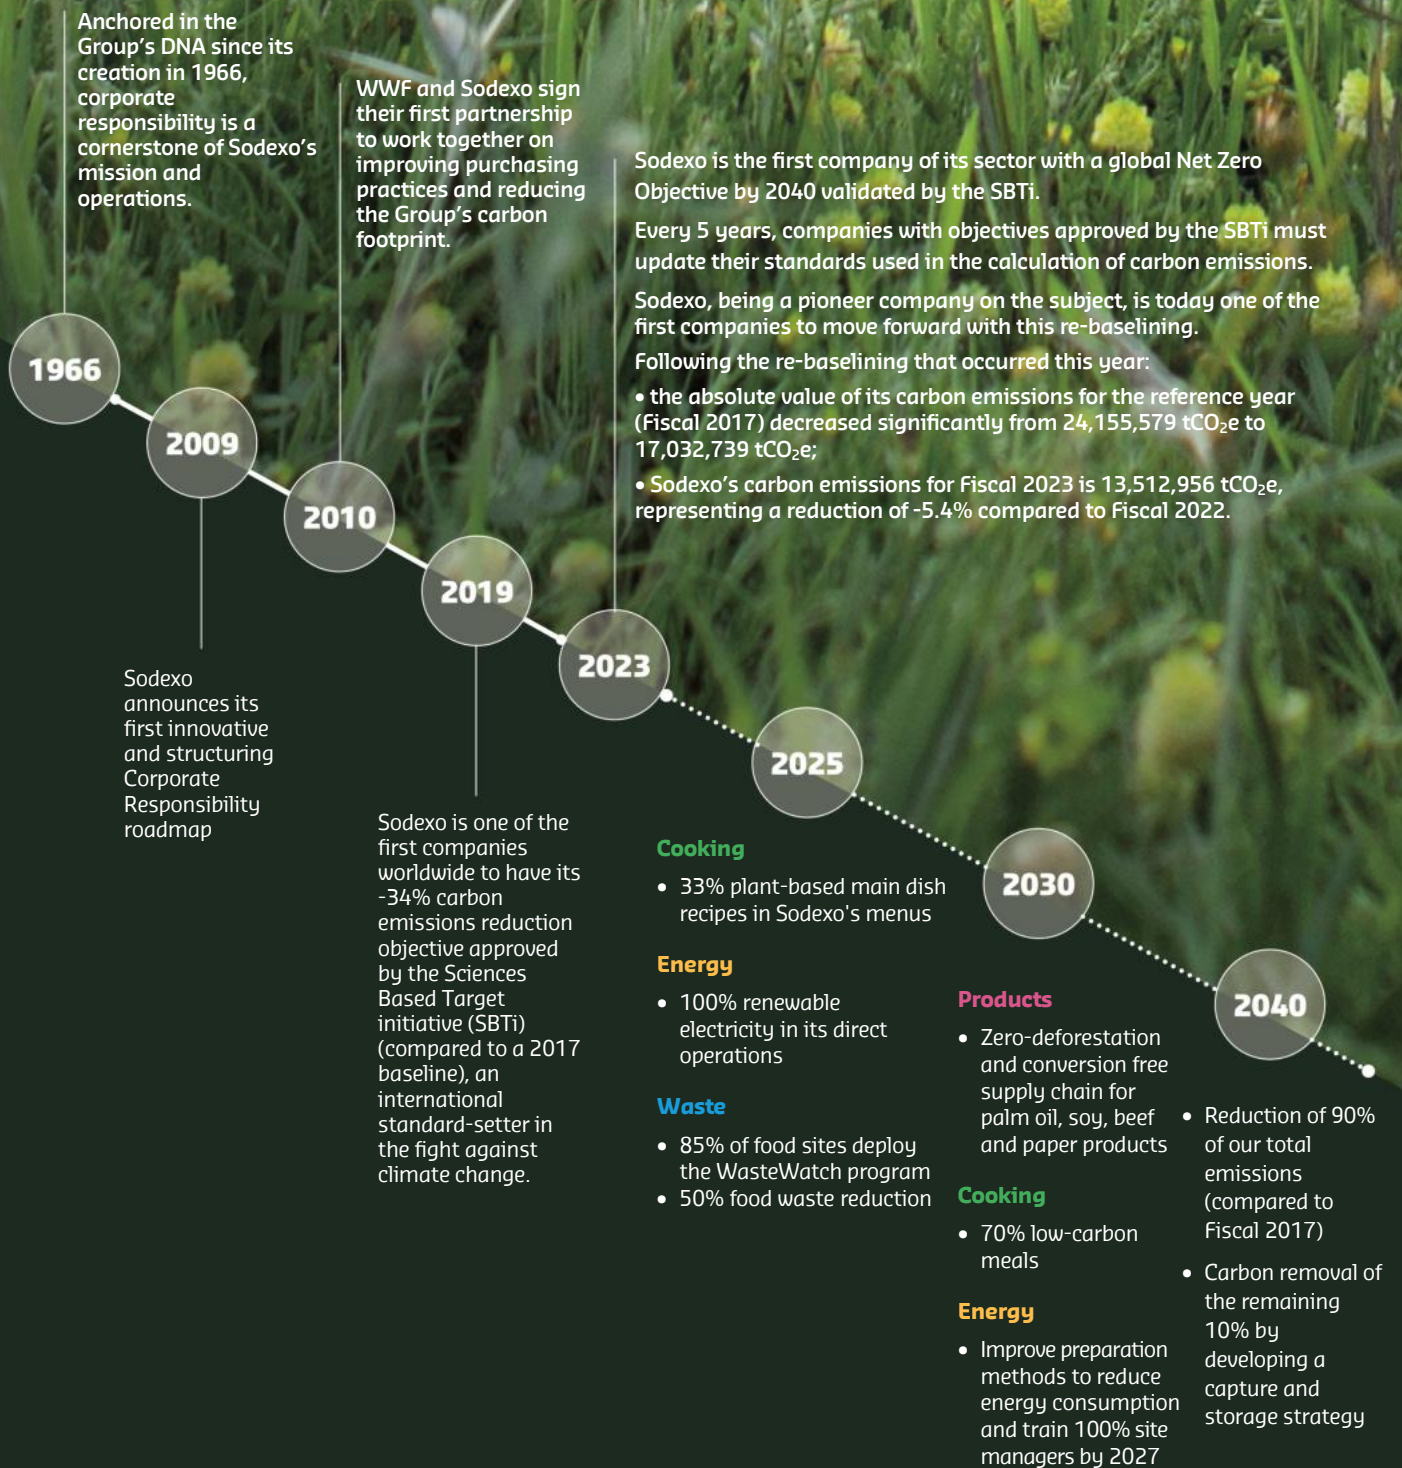 Anchored in the
Group's DNA since its
creation in 1966,
corporate
responsibility is a
cornerstone of Sodexo's
mission and
operations.
WWF and Sodexo sign
their first partnership
to work together on
improving purchasing
practices and reducing
the Group's carbon
footprint.
Sodexo is the first company of its sector with a global Net Zero
Objective by 2040 validated by the SBTi.
Every 5 years, companies with objectives approved by the SBTi must
update their standards used in the calculation of carbon emissions.
Sodexo, being a pioneer company on the subject, is today one of the
first companies to move forward with this re-baselining.
Following the re-baselining that occurred this year:
• the absolute value of its carbon emissions for the reference year
(Fiscal 2017) decreased significantly from 24,155,579 tCO₂e to
17,032,739 tCO₂e;
• Sodexo's carbon emissions for Fiscal 2023 is 13,512,956 tCO₂e,
representing a reduction of -5.4% compared to Fiscal 2022.
1966
2009
2010
2019
2023
2025
2030
2040
Sodexo
announces its
first innovative
and structuring
Corporate
Responsibility
roadmap
Sodexo is one of the
first companies
worldwide to have its
-34% carbon
emissions reduction
objective approved
by the Sciences
Based Target
initiative (SBTi)
(compared to a 2017
baseline), an
international
standard-setter in
the fight against
climate change.
Cooking
• 33% plant-based main dish
recipes in Sodexo's menus
Energy
• 100% renewable
electricity in its direct
operations
Waste
• 85% of food sites deploy
the WasteWatch program
• 50% food waste reduction
Products
• Zero-deforestation
and conversion free
supply chain for
palm oil, soy, beef
and paper products
Cooking
• 70% low-carbon
meals
Energy
• Improve preparation
methods to reduce
energy consumption
and train 100% site
managers by 2027
• Reduction of 90%
of our total
emissions
(compared to
Fiscal 2017)
• Carbon removal of
the remaining
10% by
developing a
capture and
storage strategy